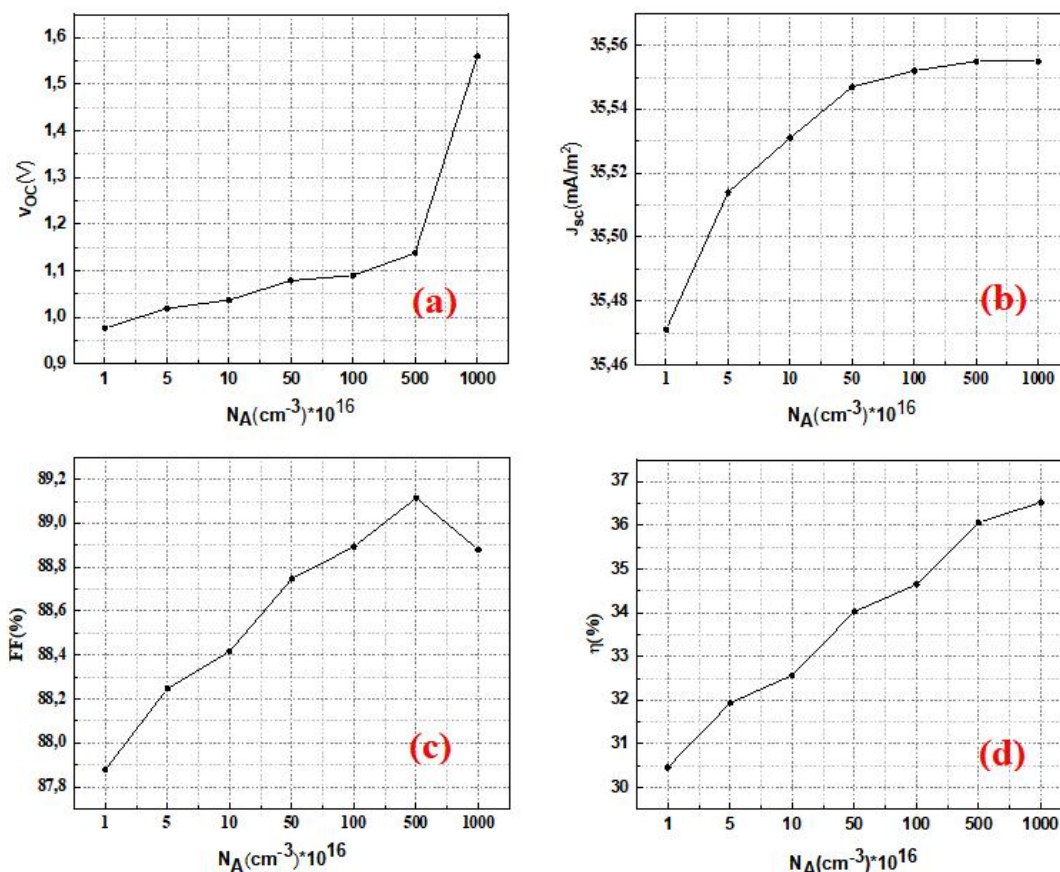 1,6
1,5
1,4
1,3
1,2
1,1
1,0
0,9
V_OC(V)
(a)
1 5 10 50 100 500 1000
N_A(cm^-3)*10^16
35,56
35,54
35,52
35,50
35,48
35,46
J_sc(mA/m²)
(b)
1 5 10 50 100 500 1000
N_A(cm^-3)*10^16
89,2
89,0
88,8
88,6
88,4
88,2
88,0
87,8
FF(%)
(c)
1 5 10 50 100 500 1000
N_A(cm^-3)*10^16
37
36
35
34
33
32
31
30
η(%)
(d)
1 5 10 50 100 500 1000
N_A(cm^-3)*10^16